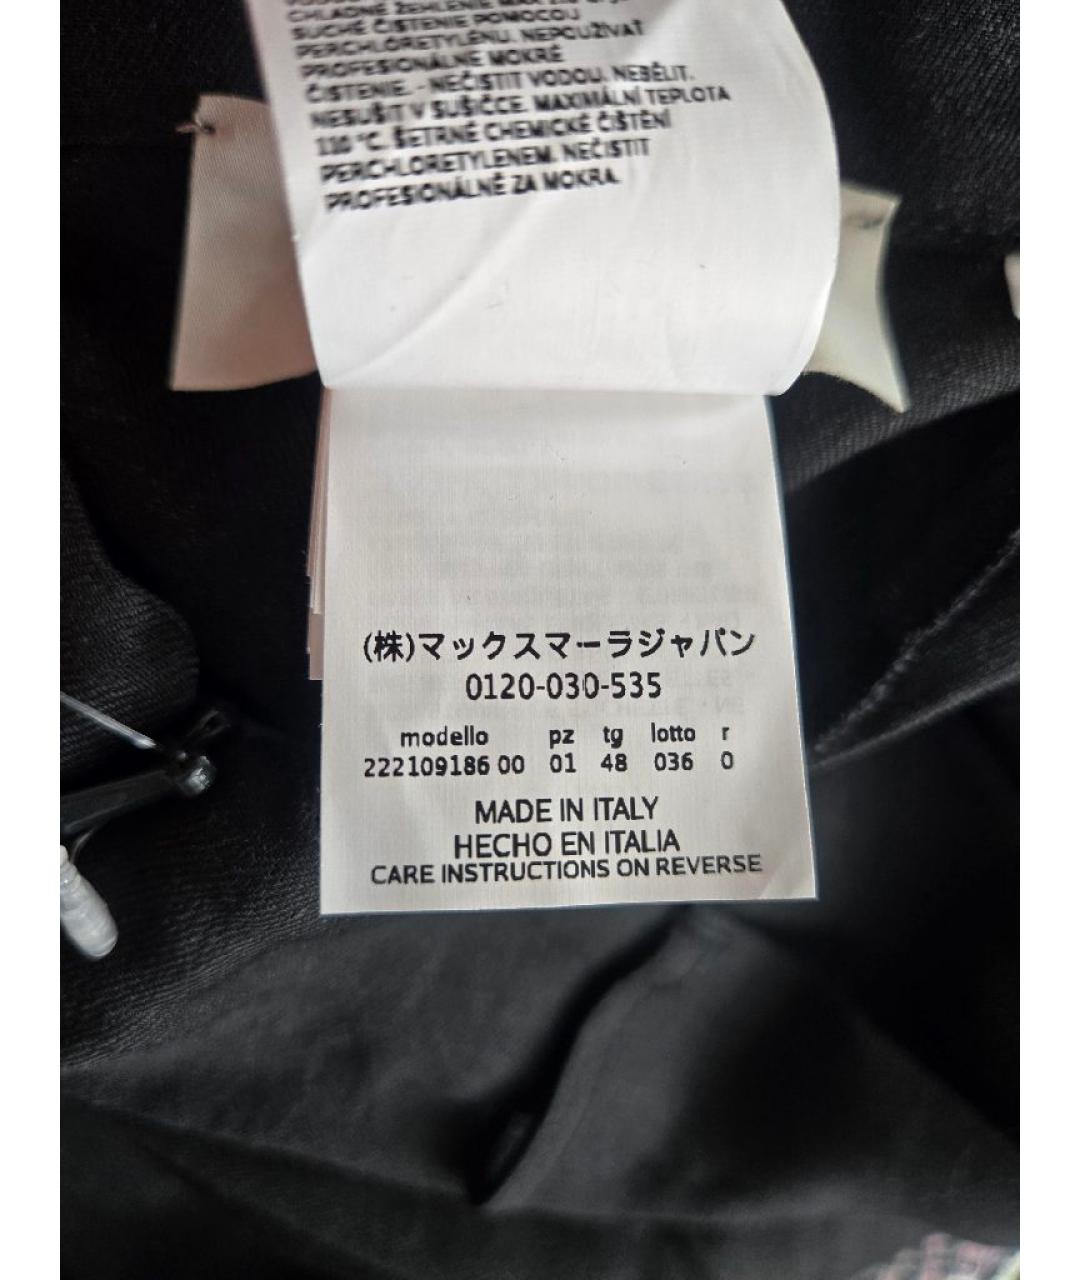 CHLADNÉ ŽEHLENIE MAX
SUCHÉ ČISTENIE POMOCOU
PERCHLORETYLÉNU. NEPOUŽÍVAŤ
PROFESIONÁLNE MOKRÉ
ČISTENIE. - NEČISTIT VODOU. NEBĚLIT.
NESUŠIT V SUŠIČCE. MAXIMÁLNÍ TEPLOTA
110 °C. ŠETRNÉ CHEMICKÉ ČIŠTĚNÍ
PERCHLORETYLENEM. NEČISTIT
PROFESIONÁLNĚ ZA MOKRA.
(株)マックスマーラジャパン
0120-030-535
modello pz tg lotto r
222109186 00 01 48 036 0
MADE IN ITALY
HECHO EN ITALIA
CARE INSTRUCTIONS ON REVERSE